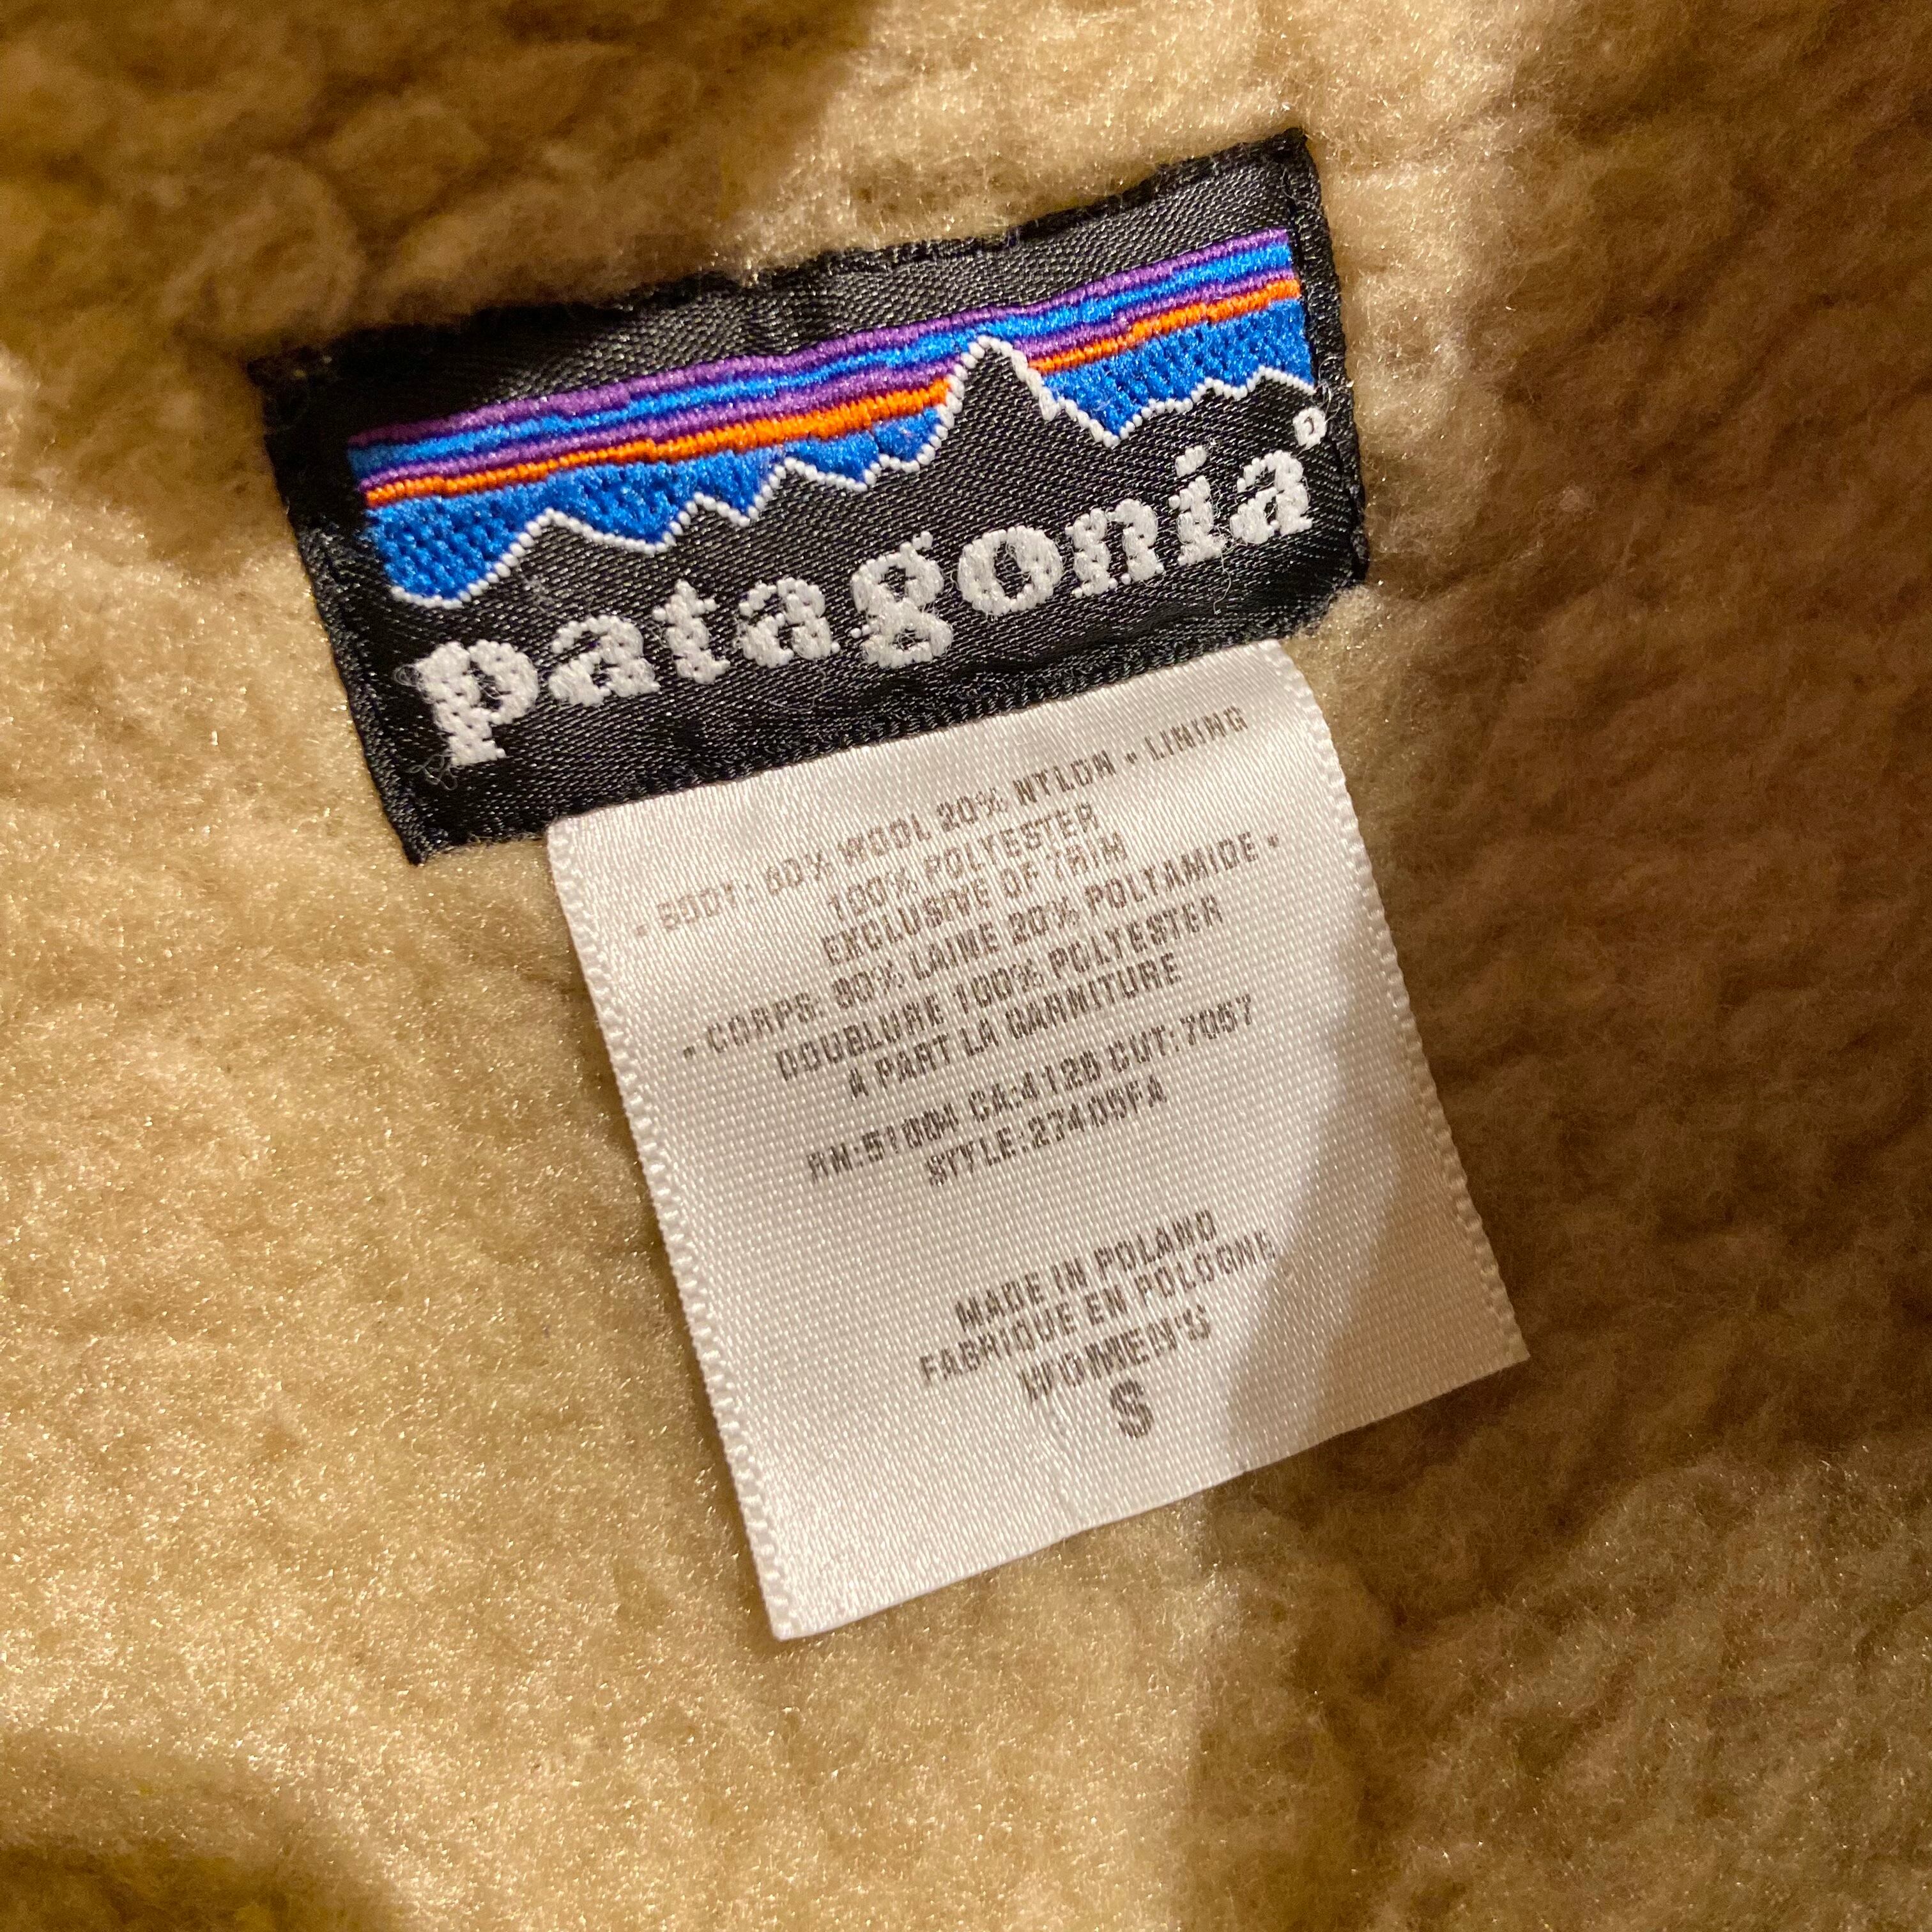 patagonia
• BODY: 80% WOOL 20% NYLON • LINING
100% POLYESTER
EXCLUSIVE OF TRIM
• CORPS: 80% LAINE 20% POLYAMIDE •
DOUBLURE 100% POLYESTER
A PART LA GARNITURE
RN:51884 CA:4128 CUT:7057
STYLE:27405FA
MADE IN POLAND
FABRIQUE EN POLOGNE
WOMEN'S
S